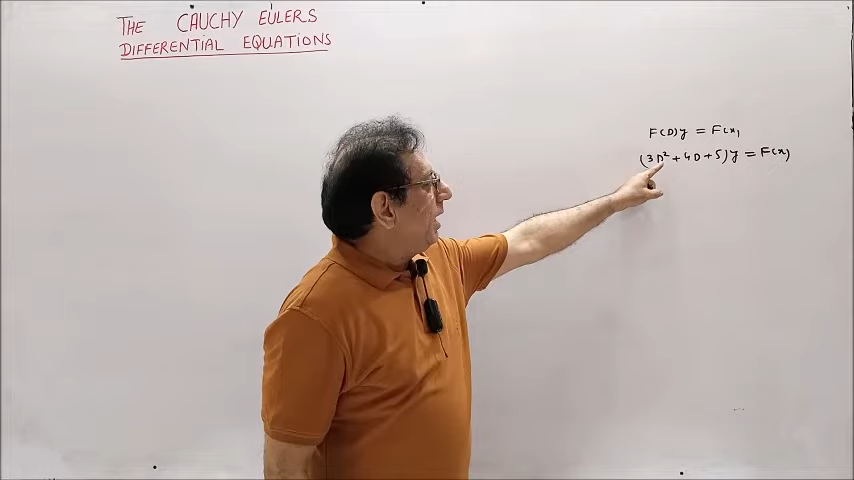 THE CAUCHY EULERS
DIFFERENTIAL EQUATIONS
F(D)y = F(x)
(3D² + 4D + 5)y = F(x)